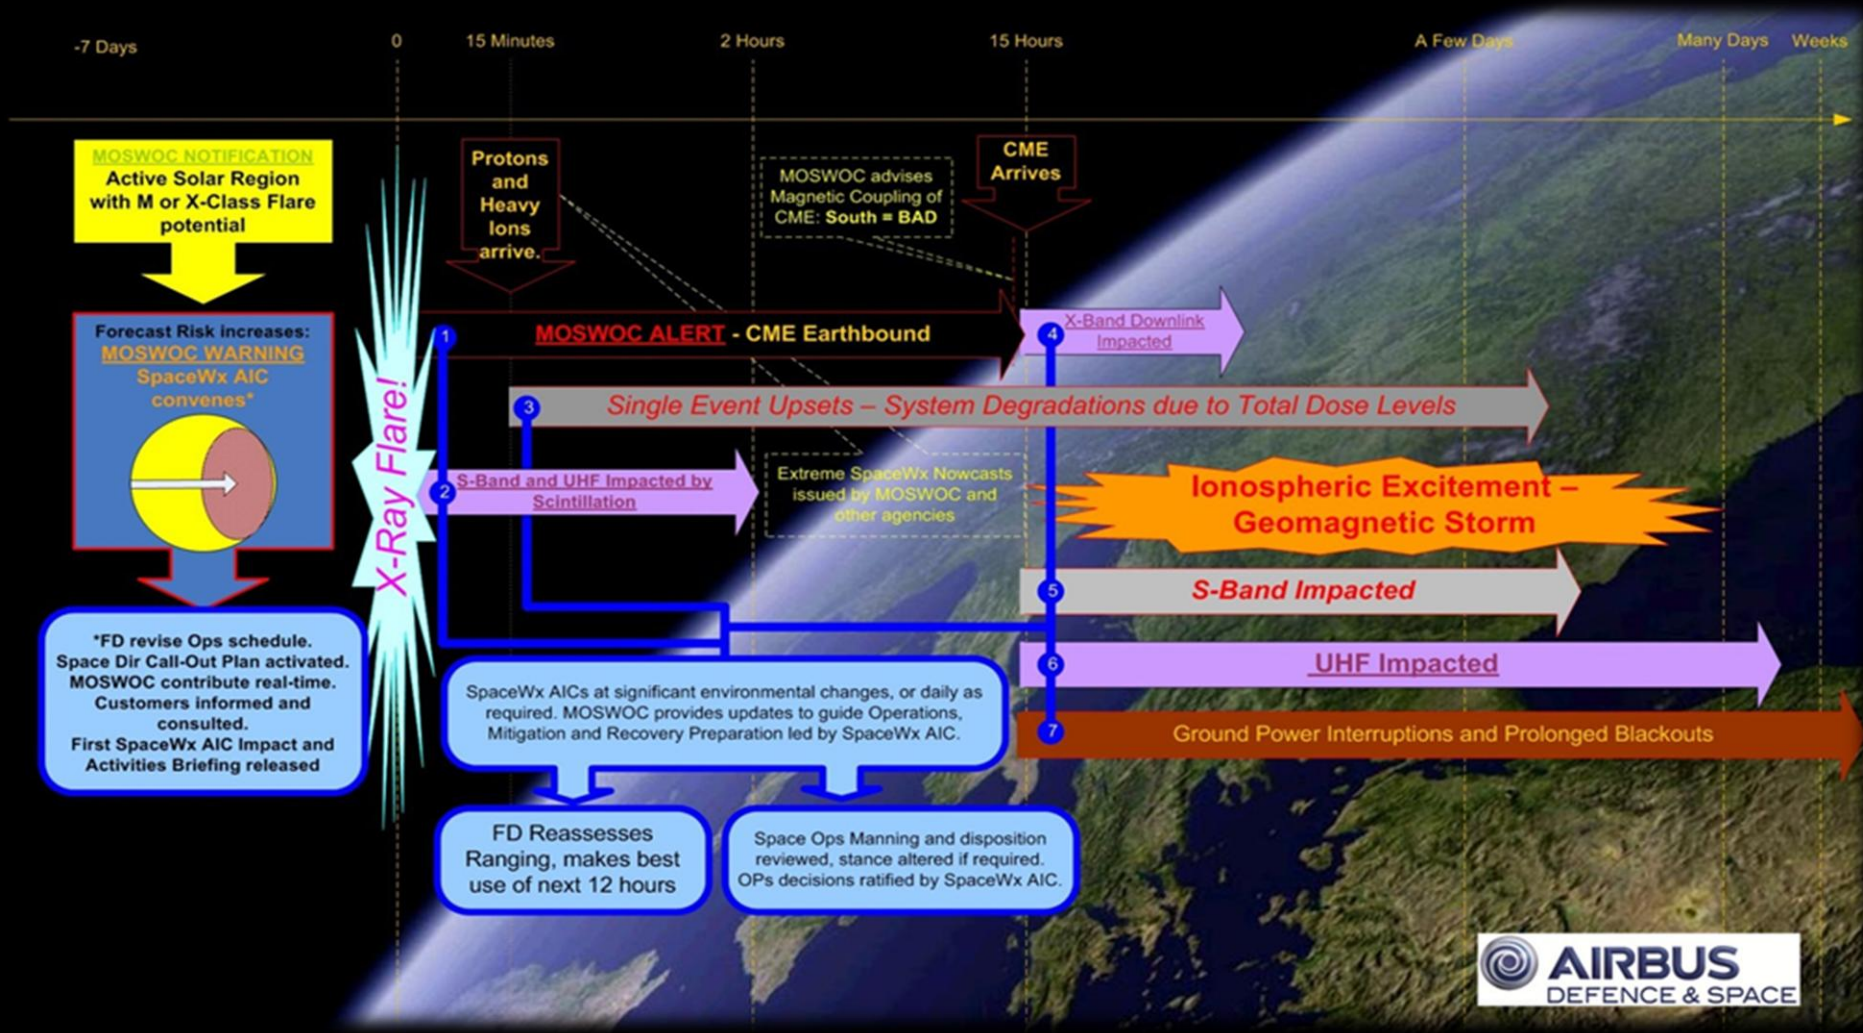 -7 Days
0
15 Minutes
2 Hours
15 Hours
A Few Days
Many Days
Weeks
MOSWOC NOTIFICATION
Active Solar Region
with M or X-Class Flare
potential
Forecast Risk increases:
MOSWOC WARNING
SpaceWx AIC
convenes*
*FD revise Ops schedule.
Space Dir Call-Out Plan activated.
MOSWOC contribute real-time.
Customers informed and
consulted.
First SpaceWx AIC Impact and
Activities Briefing released
X-Ray Flare!
Protons
and
Heavy
Ions
arrive.
MOSWOC advises
Magnetic Coupling of
CME: South = BAD
CME
Arrives
1
MOSWOC ALERT - CME Earthbound
4
X-Band Downlink
Impacted
3
Single Event Upsets – System Degradations due to Total Dose Levels
2
S-Band and UHF Impacted by
Scintillation
Extreme SpaceWx Nowcasts
issued by MOSWOC and
other agencies
Ionospheric Excitement –
Geomagnetic Storm
5
S-Band Impacted
6
UHF Impacted
7
Ground Power Interruptions and Prolonged Blackouts
SpaceWx AICs at significant environmental changes, or daily as
required. MOSWOC provides updates to guide Operations,
Mitigation and Recovery Preparation led by SpaceWx AIC.
FD Reassesses
Ranging, makes best
use of next 12 hours
Space Ops Manning and disposition
reviewed, stance altered if required.
OPs decisions ratified by SpaceWx AIC.
AIRBUS
DEFENCE & SPACE